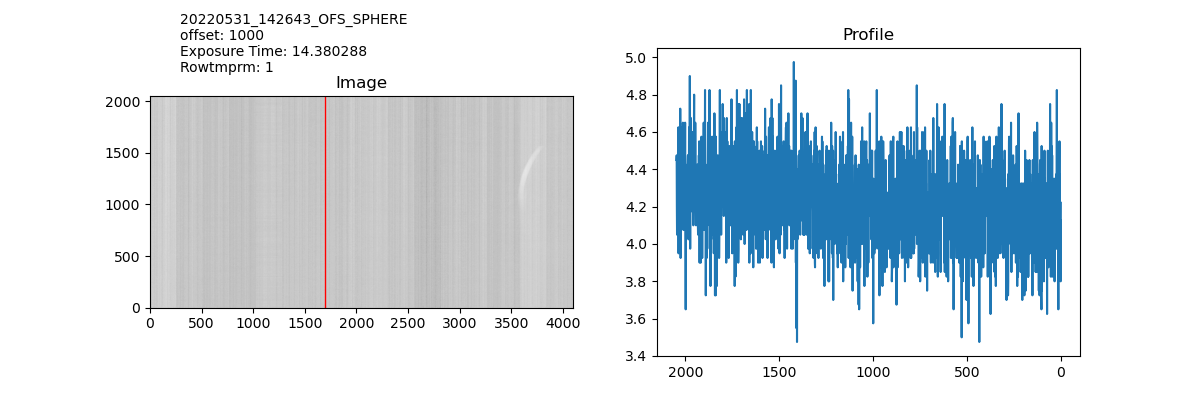 20220531_142643_OFS_SPHERE
offset: 1000
Exposure Time: 14.380288
Rowtmprm: 1
Image
2000
1500
1000
500
0
0 500 1000 1500 2000 2500 3000 3500 4000
Profile
5.0
4.8
4.6
4.4
4.2
4.0
3.8
3.6
3.4
2000 1500 1000 500 0